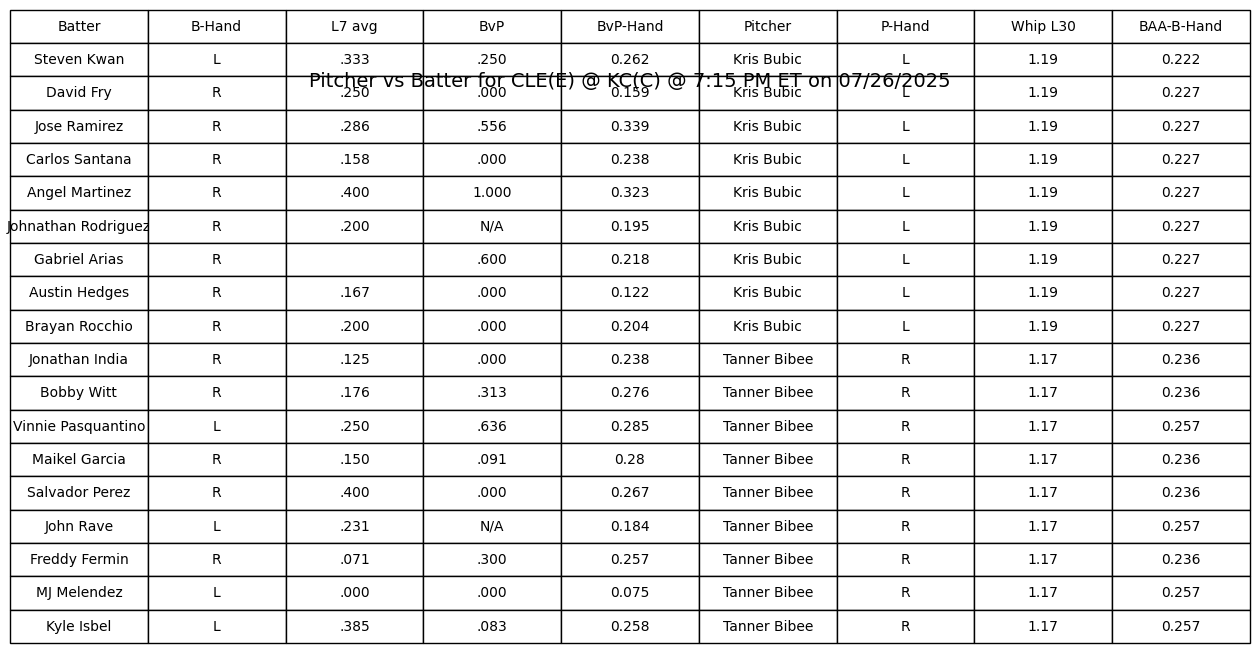 Batter B-Hand L7 avg BvP BvP-Hand Pitcher P-Hand Whip L30 BAA-B-Hand
Steven Kwan L .333 .250 0.262 Kris Bubic L 1.19 0.222
Pitcher vs Batter for CLE(E) @ KC(C) @ 7:15 PM ET on 07/26/2025
David Fry R .250 .000 0.159 Kris Bubic L 1.19 0.227
Jose Ramirez R .286 .556 0.339 Kris Bubic L 1.19 0.227
Carlos Santana R .158 .000 0.238 Kris Bubic L 1.19 0.227
Angel Martinez R .400 1.000 0.323 Kris Bubic L 1.19 0.227
Johnathan Rodriguez R .200 N/A 0.195 Kris Bubic L 1.19 0.227
Gabriel Arias R .600 0.218 Kris Bubic L 1.19 0.227
Austin Hedges R .167 .000 0.122 Kris Bubic L 1.19 0.227
Brayan Rocchio R .200 .000 0.204 Kris Bubic L 1.19 0.227
Jonathan India R .125 .000 0.238 Tanner Bibee R 1.17 0.236
Bobby Witt R .176 .313 0.276 Tanner Bibee R 1.17 0.236
Vinnie Pasquantino L .250 .636 0.285 Tanner Bibee R 1.17 0.257
Maikel Garcia R .150 .091 0.28 Tanner Bibee R 1.17 0.236
Salvador Perez R .400 .000 0.267 Tanner Bibee R 1.17 0.236
John Rave L .231 N/A 0.184 Tanner Bibee R 1.17 0.257
Freddy Fermin R .071 .300 0.257 Tanner Bibee R 1.17 0.236
MJ Melendez L .000 .000 0.075 Tanner Bibee R 1.17 0.257
Kyle Isbel L .385 .083 0.258 Tanner Bibee R 1.17 0.257